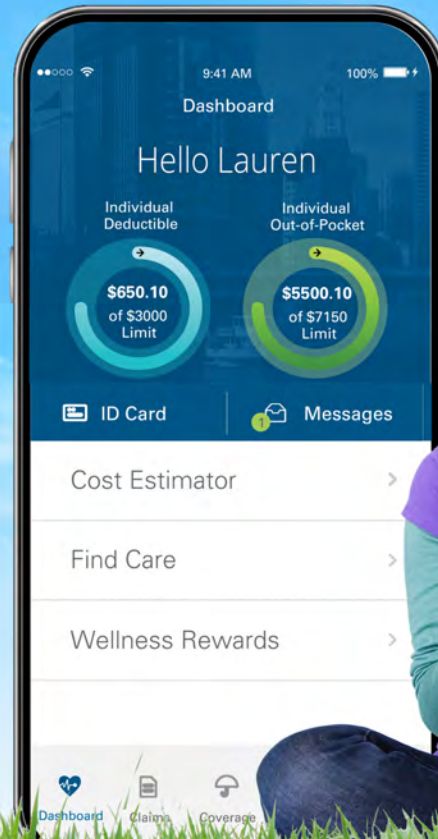 9:41 AM
100%
Dashboard
Hello Lauren
Individual
Deductible
$650.10
of $3000
Limit
Individual
Out-of-Pocket
$5500.10
of $7150
Limit
ID Card
1
Messages
Cost Estimator
Find Care
Wellness Rewards
Dashboard
Claims
Coverage